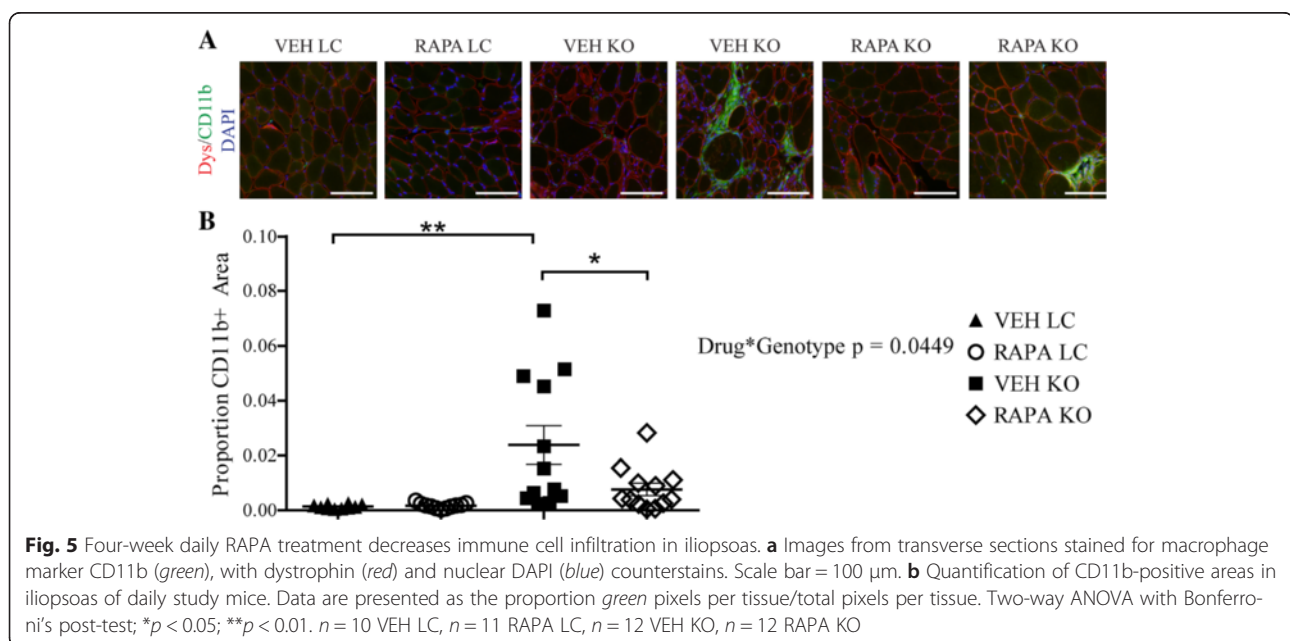 A
VEH LC RAPA LC VEH KO VEH KO RAPA KO RAPA KO
Dys/CD11b
DAPI
B
Proportion CD11b+ Area
0.10
0.08
0.06
0.04
0.02
0.00
**
*
Drug*Genotype p = 0.0449
VEH LC
RAPA LC
VEH KO
RAPA KO
Fig. 5 Four-week daily RAPA treatment decreases immune cell infiltration in iliopsoas. a Images from transverse sections stained for macrophage
marker CD11b (green), with dystrophin (red) and nuclear DAPI (blue) counterstains. Scale bar = 100 μm. b Quantification of CD11b-positive areas in
iliopsoas of daily study mice. Data are presented as the proportion green pixels per tissue/total pixels per tissue. Two-way ANOVA with Bonferro-
ni's post-test; *p < 0.05; **p < 0.01. n = 10 VEH LC, n = 11 RAPA LC, n = 12 VEH KO, n = 12 RAPA KO